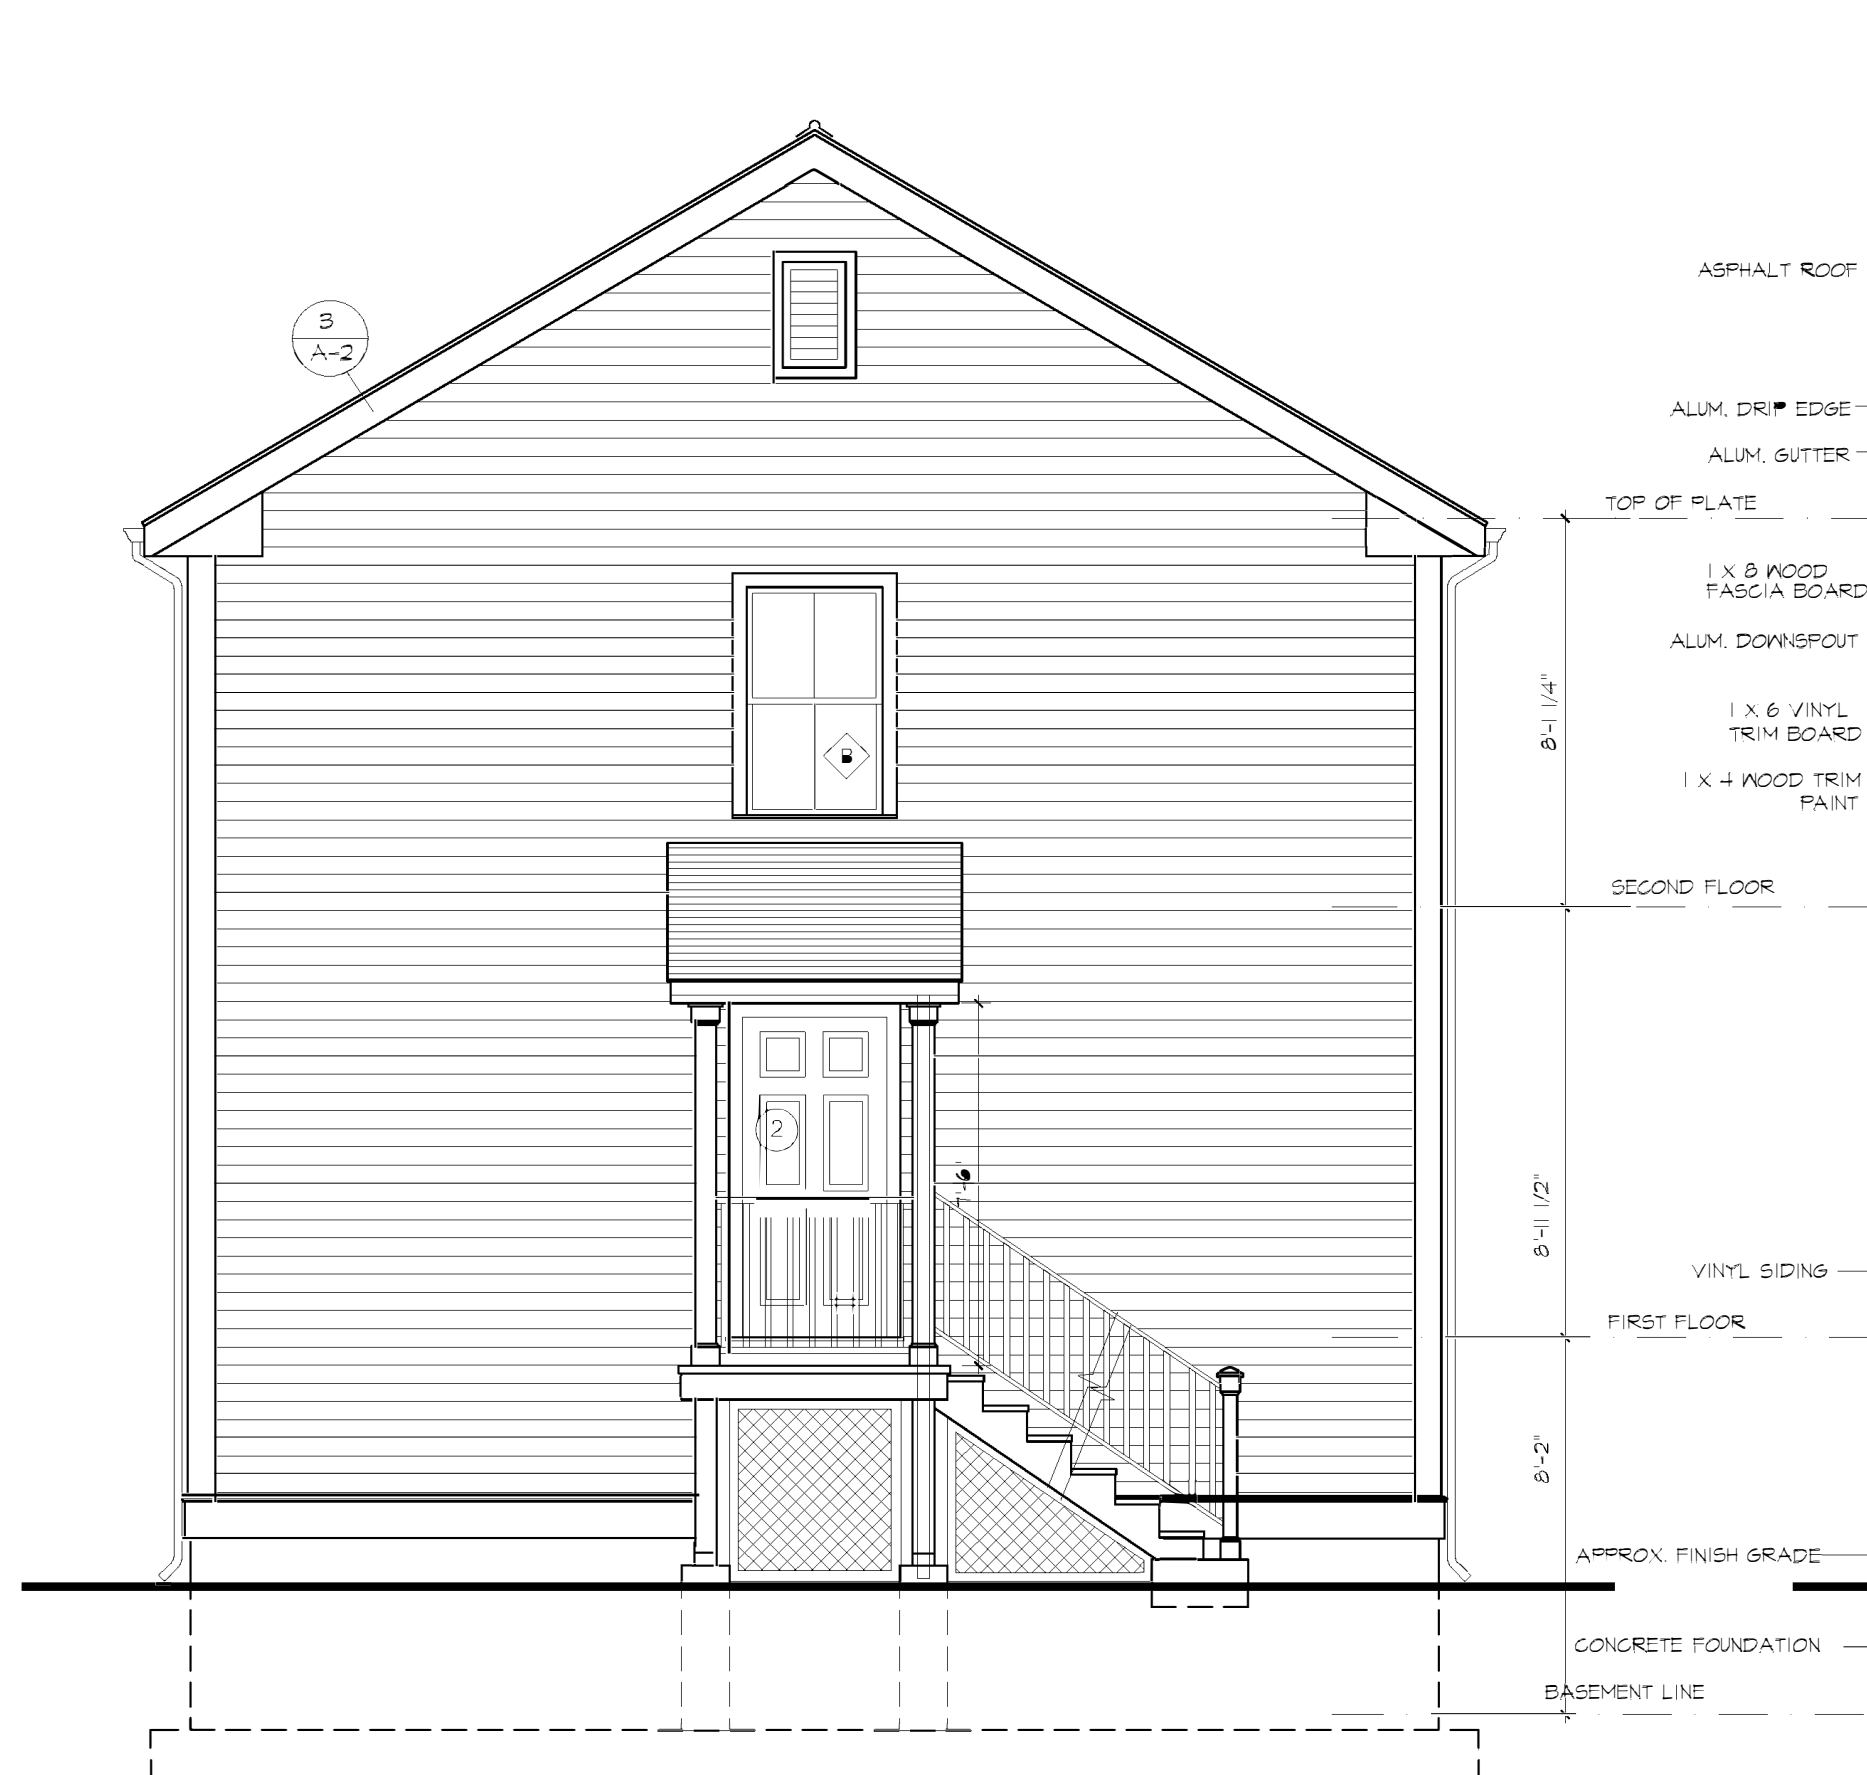 3
A-2
ASPHALT ROOF
ALUM. DRIP EDGE
ALUM. GUTTER
TOP OF PLATE
1 X 8 WOOD
FASCIA BOARD
ALUM. DOWNSPOUT
8'-1 1/4"
1 X 6 VINYL
TRIM BOARD
B
1 X 4 WOOD TRIM
PAINT
SECOND FLOOR
2
8'-11 1/2"
VINYL SIDING
FIRST FLOOR
8'-2"
APPROX. FINISH GRADE
CONCRETE FOUNDATION
BASEMENT LINE